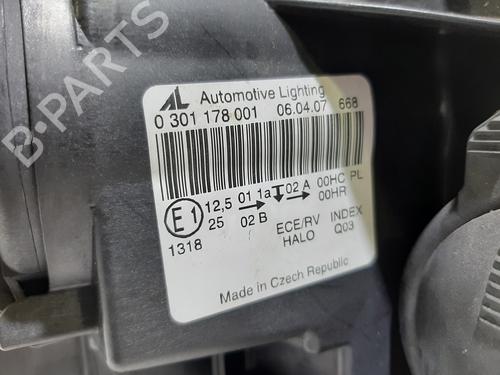 AL Automotive Lighting
0 301 178 001 06.04.07 668
E1 12,5 01 1a 02 A 00HC PL
25 02 B 00HR
1318 ECE/RV INDEX
HALO Q03
Made in Czech Republic
B-PARTS